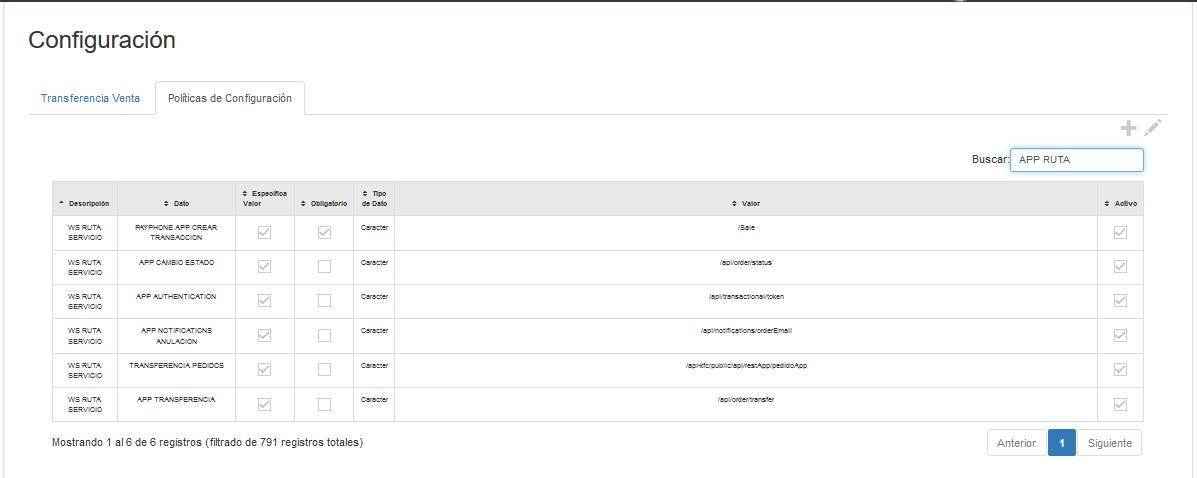 Configuración
Transferencia Venta
Políticas de Configuración
Buscar: APP RUTA
Descripción
Dato
Especifica
Valor
Obligatorio
Tipo
de Dato
Valor
Activo
WS RUTA
SERVICIO
PAYPHONE APP CREAR
TRANSACCION
Caracter
/Sale
WS RUTA
SERVICIO
APP CAMBIO ESTADO
Caracter
/api/order/status
WS RUTA
SERVICIO
APP AUTHENTICATION
Caracter
/api/transactional/token
WS RUTA
SERVICIO
APP NOTIFICATIONS
ANULACION
Caracter
/api/notifications/orderEmail
WS RUTA
SERVICIO
TRANSFERENCIA PEDIDOS
Caracter
/api-kfc/public/api/restApp/pedidoApp
WS RUTA
SERVICIO
APP TRANSFERENCIA
Caracter
/api/order/transfer
Mostrando 1 al 6 de 6 registros (filtrado de 791 registros totales)
Anterior 1 Siguiente